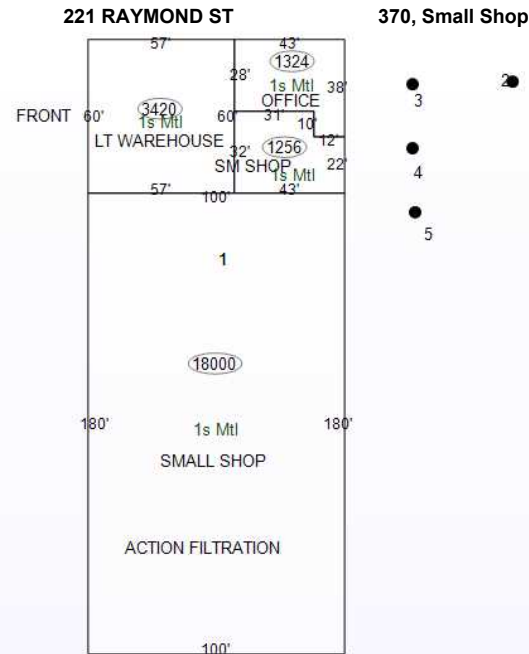 221 RAYMOND ST 370, Small Shop
57' 43'
1324
28' 38'
1s Mtl
OFFICE
3420
FRONT 60' 60' 31'
1s Mtl 10'
LT WAREHOUSE 12'
1256
32' 22'
SM SHOP
1s Mtl
57' 43'
100'
2
3
4
5
1
18000
180' 180'
1s Mtl
SMALL SHOP
ACTION FILTRATION
100'